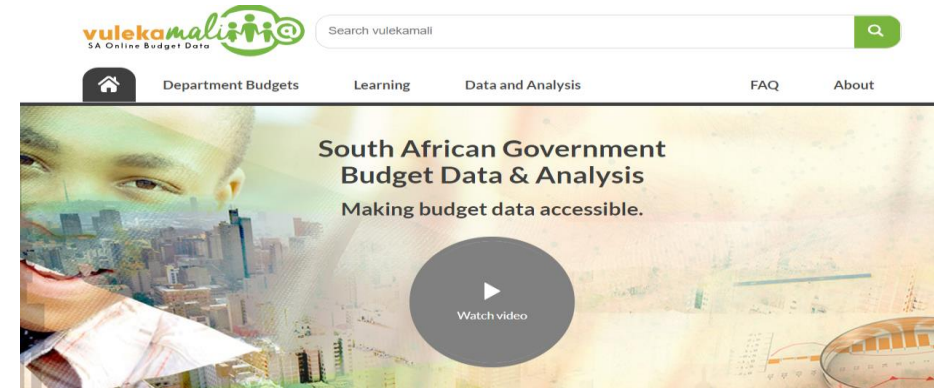 vulekamali
SA Online Budget Data
Search vulekamali
Department Budgets Learning Data and Analysis FAQ About
South African Government
Budget Data & Analysis
Making budget data accessible.
Watch video